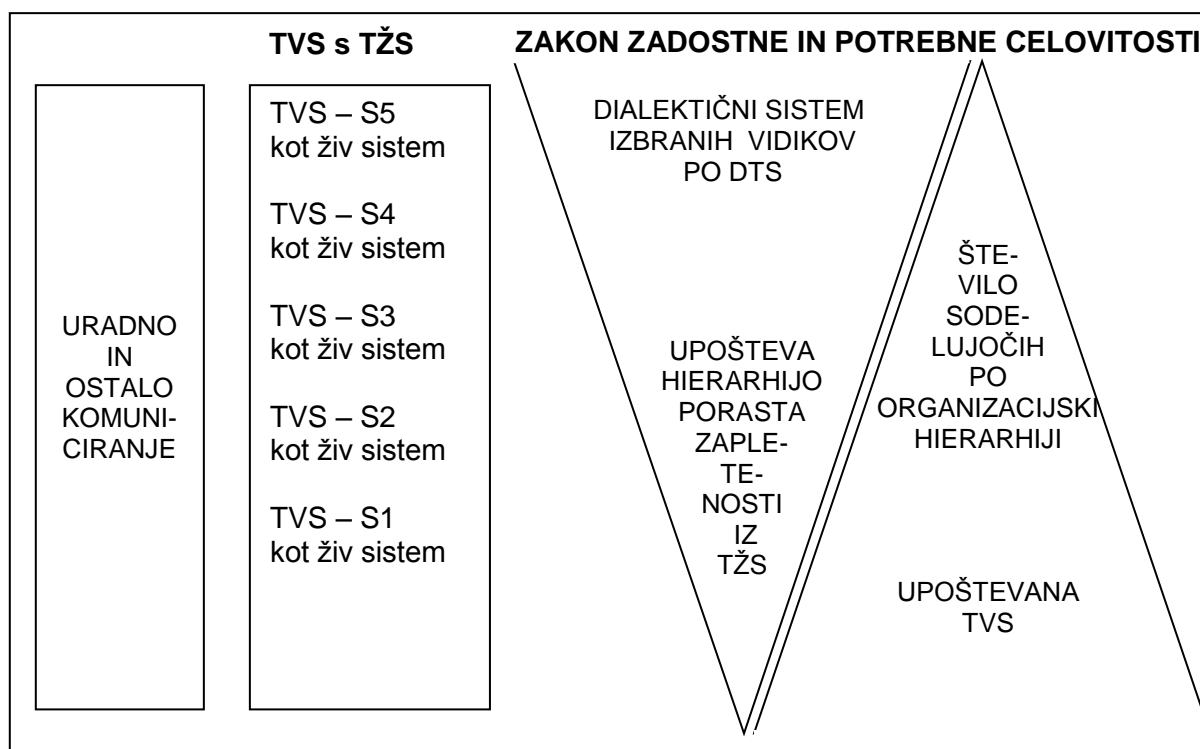 TVS s TŽS
ZAKON ZADOSTNE IN POTREBNE CELOVITOSTI
URADNO
IN
OSTALO
KOMUNI-
CIRANJE
TVS – S5
kot živ sistem
TVS – S4
kot živ sistem
TVS – S3
kot živ sistem
TVS – S2
kot živ sistem
TVS – S1
kot živ sistem
DIALEKTIČNI SISTEM
IZBRANIH VIDIKOV
PO DTS
UPOŠTEVA
HIERARHIJO
PORASTA
ZAPLE-
TE-
NOSTI
IZ
TŽS
ŠTE-
VILO
SODE-
LUJOČIH
PO
ORGANIZACIJSKI
HIERARHIJI
UPOŠTEVANA
TVS